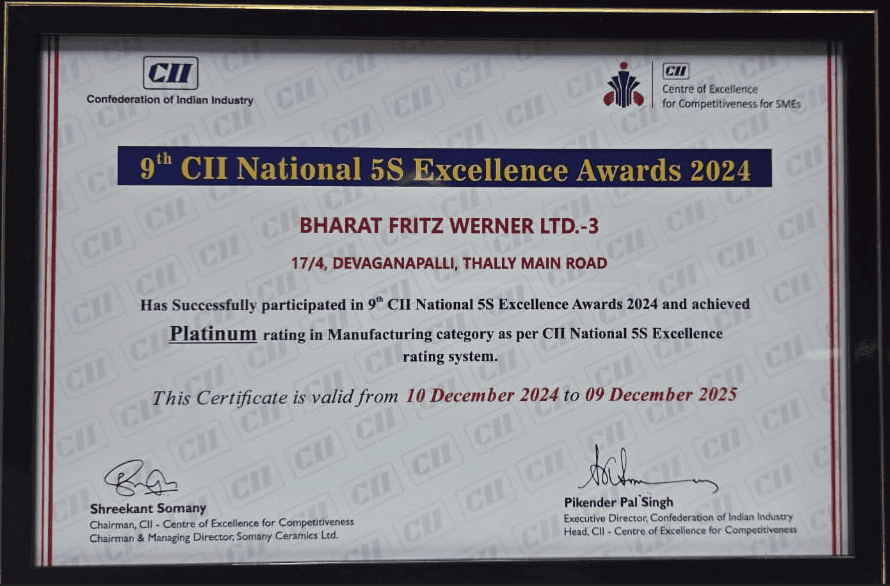 CII
Confederation of Indian Industry
CII
Centre of Excellence
for Competitiveness for SMEs
9th CII National 5S Excellence Awards 2024
BHARAT FRITZ WERNER LTD.-3
17/4, DEVAGANAPALLI, THALLY MAIN ROAD
Has Successfully participated in 9th CII National 5S Excellence Awards 2024 and achieved
Platinum rating in Manufacturing category as per CII National 5S Excellence
rating system.
This Certificate is valid from 10 December 2024 to 09 December 2025
Shreekant Somany
Chairman, CII - Centre of Excellence for Competitiveness
Chairman & Managing Director, Somany Ceramics Ltd.
Pikender Pal Singh
Executive Director, Confederation of Indian Industry
Head, CII - Centre of Excellence for Competitiveness